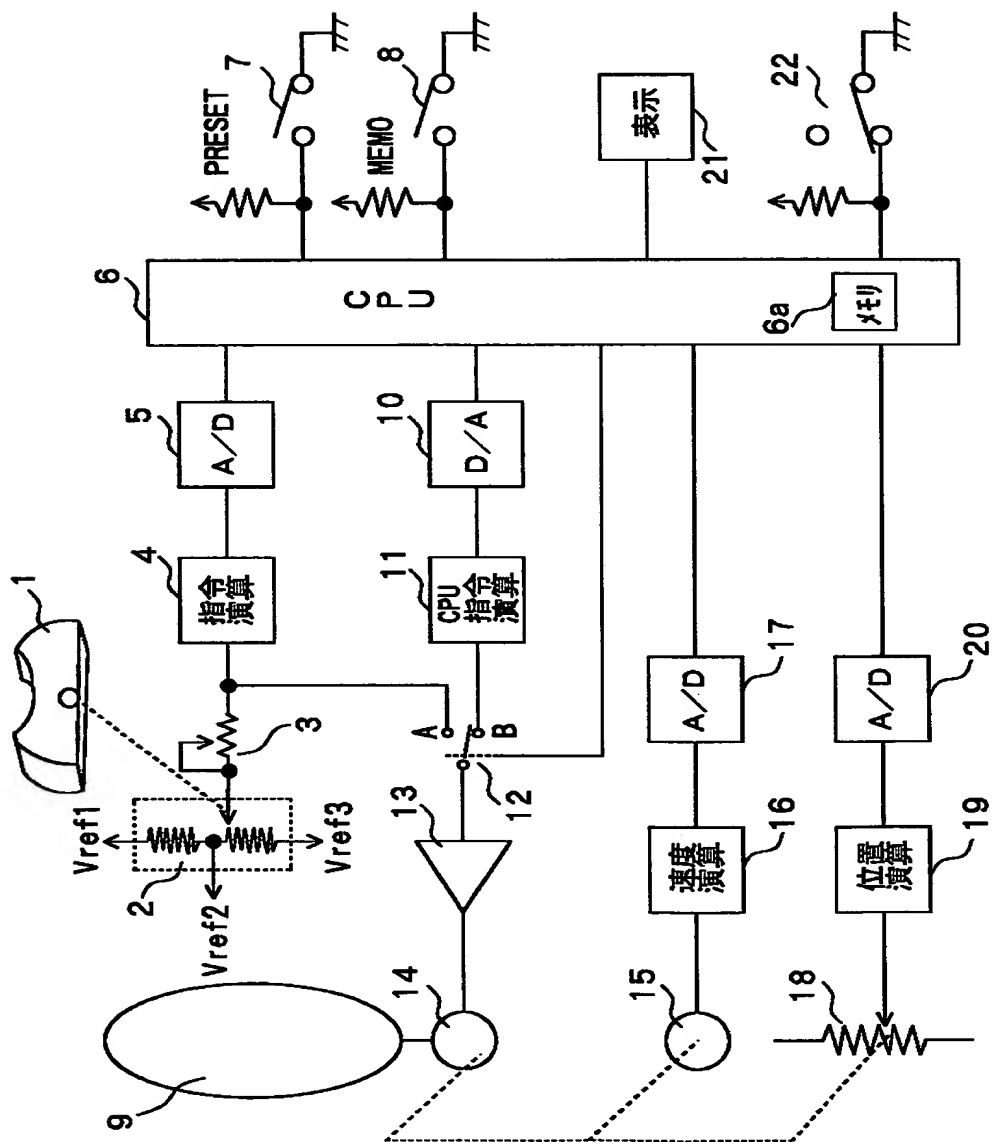 1
Vref1
6
9
2
4
5
Vref2
指令
演算
A/D
PRESET
7
3
Vref3
MEMO
8
14
13
A
11
10
CPU
C
P
U
CPU
指令
演算
D/A
B
12
15
16
17
速度
演算
A/D
表示
21
18
6a
22
位置
演算
A/D
メモリ
19
20